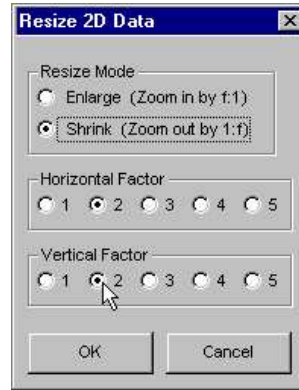 Resize 2D Data
Resize Mode
Enlarge (Zoom in by f:1)
Shrink (Zoom out by 1:f)
Horizontal Factor
1 2 3 4 5
Vertical Factor
1 2 3 4 5
OK Cancel